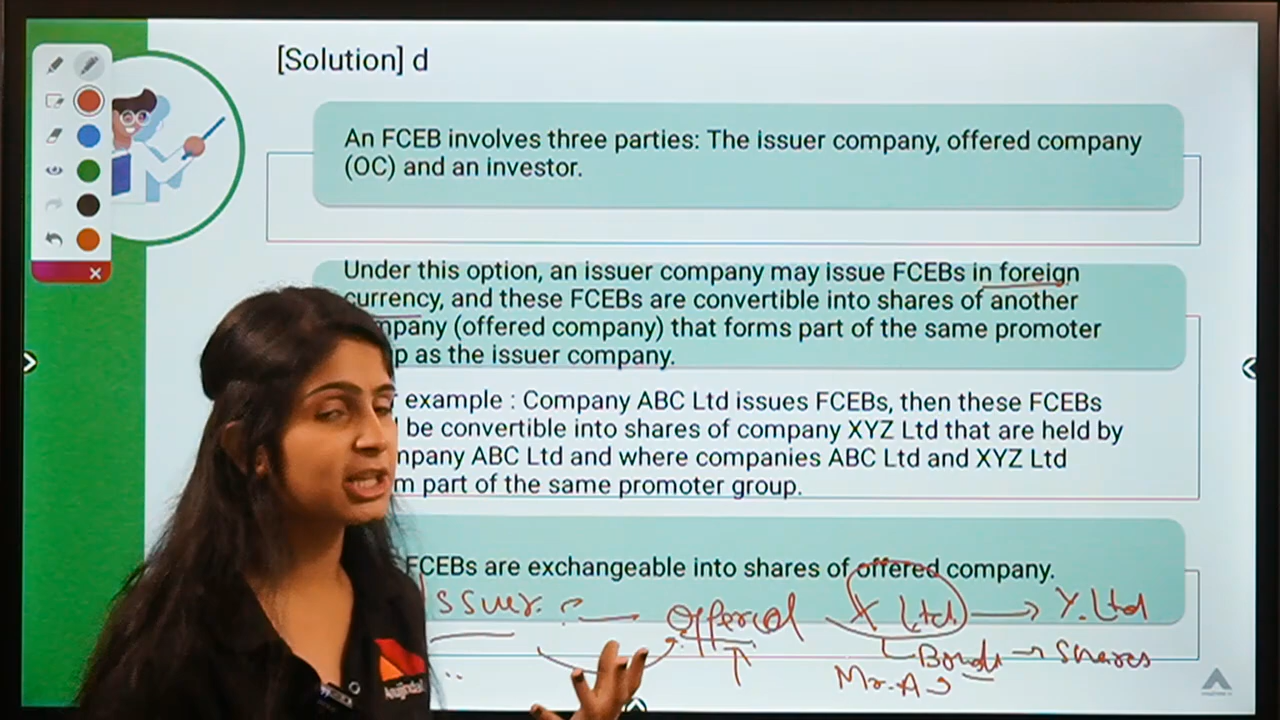 [Solution] d
An FCEB involves three parties: The issuer company, offered company
(OC) and an investor.
Under this option, an issuer company may issue FCEBs in foreign
currency, and these FCEBs are convertible into shares of another
mpany (offered company) that forms part of the same promoter
p as the issuer company.
example : Company ABC Ltd issues FCEBs, then these FCEBs
be convertible into shares of company XYZ Ltd that are held by
mpany ABC Ltd and where companies ABC Ltd and XYZ Ltd
m part of the same promoter group.
FCEBs are exchangeable into shares of offered company.
Issuer. Offered X Ltd. → Y. Ltd
Bonds → Shares
Mr. A